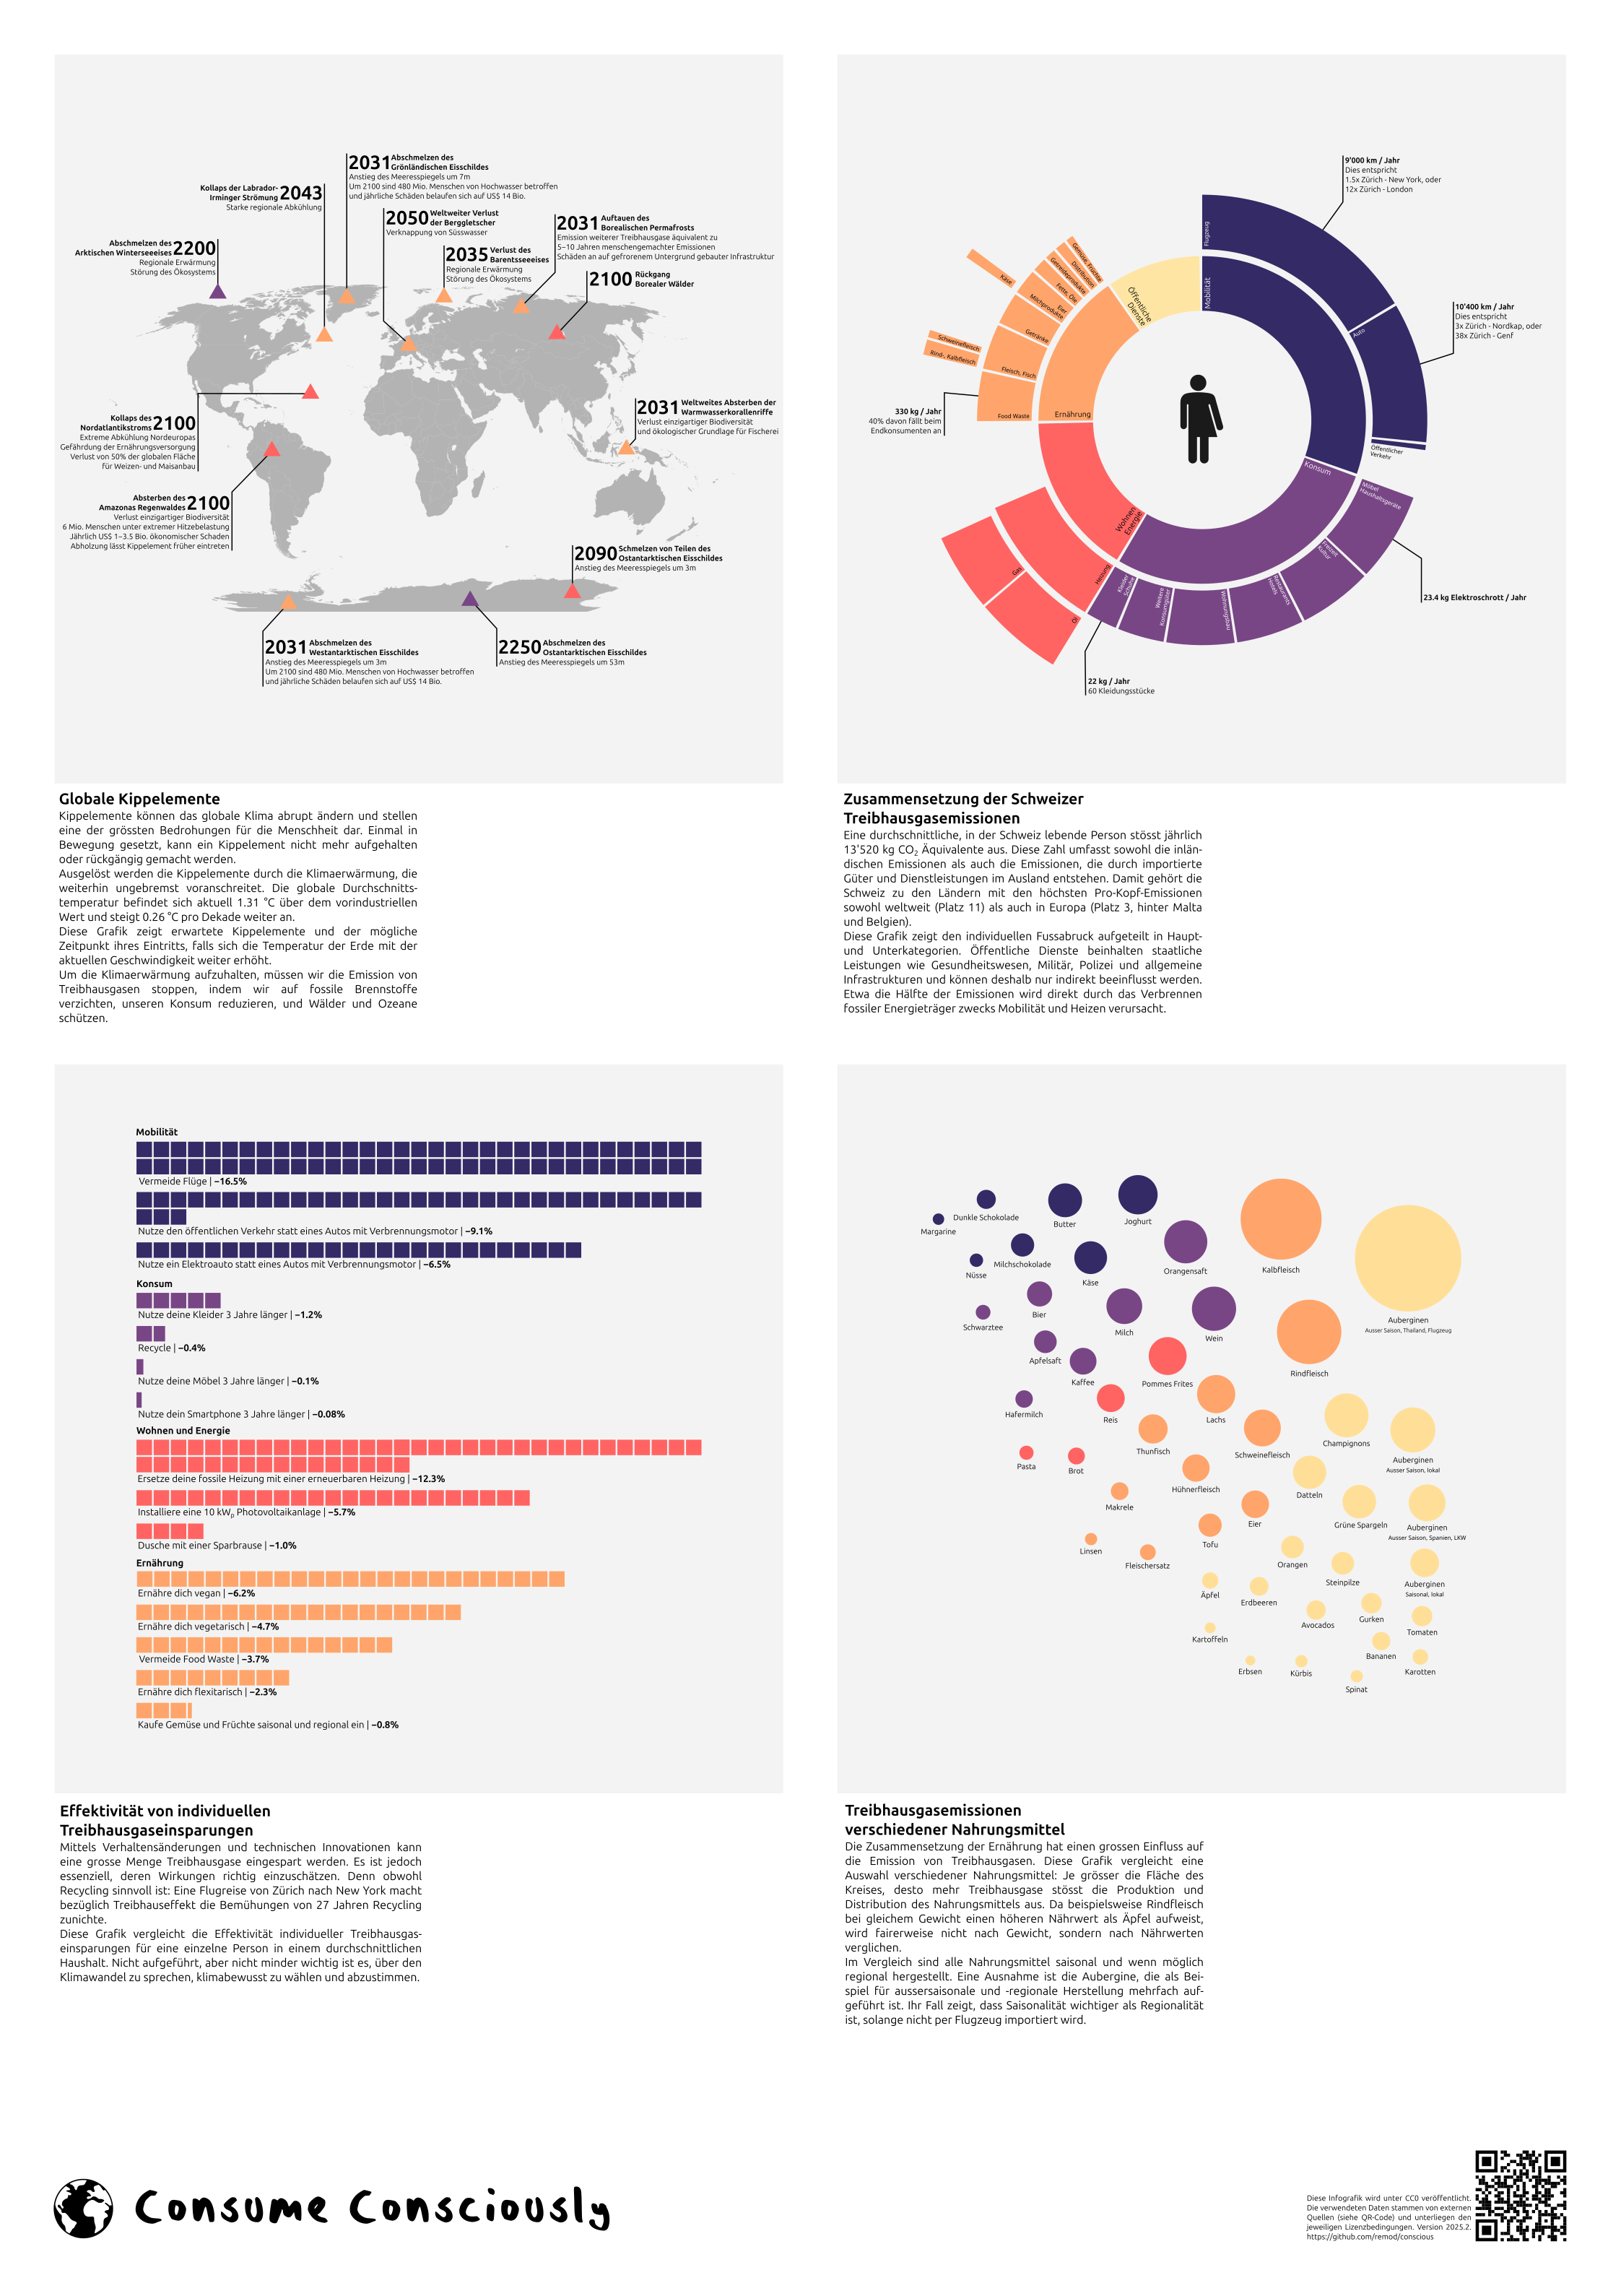 2031 Abschmelzen des
Grönländischen Eisschildes
Anstieg des Meeresspiegels um 7m
Um 2100 sind 480 Mio. Menschen von Hochwasser betroffen
und jährliche Schäden belaufen sich auf US$ 14 Bio.
Kollaps der Labrador-
Irminger Strömung 2043
Starke regionale Abkühlung
2050 Weltweiter Verlust
der Berggletscher
Verknappung von Süsswasser
2031 Auftauen des
Borealischen Permafrosts
Emission weiterer Treibhausgase äquivalent zu
5–10 Jahren menschengemachter Emissionen
Schäden an auf gefrorenem Untergrund gebauter Infrastruktur
Abschmelzen des
Arktischen Winterseeeises 2200
Regionale Erwärmung
Störung des Ökosystems
2035 Verlust des
Barentsseeeises
Regionale Erwärmung
Störung des Ökosystems
2100 Rückgang
Borealer Wälder
Kollaps des
Nordatlantikstroms 2100
Extreme Abkühlung Nordeuropas
Gefährdung der Ernährungsversorgung
Verlust von 50% der globalen Fläche
für Weizen- und Maisanbau
2031 Weltweites Absterben der
Warmwasserkorallenriffe
Verlust einzigartiger Biodiversität
und ökologischer Grundlage für Fischerei
Absterben des
Amazonas Regenwaldes 2100
Verlust einzigartiger Biodiversität
6 Mio. Menschen unter extremer Hitzebelastung
Jährlich US$ 1–3.5 Bio. ökonomischer Schaden
Abholzung lässt Kippelement früher eintreten
2090 Schmelzen von Teilen des
Ostantarktischen Eisschildes
Anstieg des Meeresspiegels um 3m
2031 Abschmelzen des
Westantarktischen Eisschildes
Anstieg des Meeresspiegels um 3m
Um 2100 sind 480 Mio. Menschen von Hochwasser betroffen
und jährliche Schäden belaufen sich auf US$ 14 Bio.
2250 Abschmelzen des
Ostantarktischen Eisschildes
Anstieg des Meeresspiegels um 53m
Globale Kippelemente
Kippelemente können das globale Klima abrupt ändern und stellen
eine der grössten Bedrohungen für die Menschheit dar. Einmal in
Bewegung gesetzt, kann ein Kippelement nicht mehr aufgehalten
oder rückgängig gemacht werden.
Ausgelöst werden die Kippelemente durch die Klimaerwärmung, die
weiterhin ungebremst voranschreitet. Die globale Durchschnitts-
temperatur befindet sich aktuell 1.31 °C über dem vorindustriellen
Wert und steigt 0.26 °C pro Dekade weiter an.
Diese Grafik zeigt erwartete Kippelemente und der mögliche
Zeitpunkt ihres Eintritts, falls sich die Temperatur der Erde mit der
aktuellen Geschwindigkeit weiter erhöht.
Um die Klimaerwärmung aufzuhalten, müssen wir die Emission von
Treibhausgasen stoppen, indem wir auf fossile Brennstoffe
verzichten, unseren Konsum reduzieren, und Wälder und Ozeane
schützen.
9'000 km / Jahr
Dies entspricht
1.5x Zürich - New York, oder
12x Zürich - London
10'400 km / Jahr
Dies entspricht
3x Zürich - Nordkap, oder
38x Zürich - Genf
Flugzeug
Mobilität
Auto
Öffentlicher
Verkehr
Konsum
Möbel
Haushaltsgeräte
Freizeit
Kultur
Restaurants
Hotels
Wohnungsbau
Weitere
Konsumgüter
Kleider
Schuhe
23.4 kg Elektroschrott / Jahr
22 kg / Jahr
60 Kleidungsstücke
Wohnen
Energie
Heizung
Öl
Gas
Ernährung
Food Waste
330 kg / Jahr
40% davon fällt beim
Endkonsumenten an
Fleisch, Fisch
Rind-, Kalbfleisch
Schweinefleisch
Getränke
Milchprodukte
Käse
Eier
Fette, Öle
Getreideprodukte
Distribution
Gemüse, Früchte
Öffentliche
Dienste
Zusammensetzung der Schweizer
Treibhausgasemissionen
Eine durchschnittliche, in der Schweiz lebende Person stösst jährlich
13'520 kg CO₂ Äquivalente aus. Diese Zahl umfasst sowohl die inlän-
dischen Emissionen als auch die Emissionen, die durch importierte
Güter und Dienstleistungen im Ausland entstehen. Damit gehört die
Schweiz zu den Ländern mit den höchsten Pro-Kopf-Emissionen
sowohl weltweit (Platz 11) als auch in Europa (Platz 3, hinter Malta
und Belgien).
Diese Grafik zeigt den individuellen Fussabruck aufgeteilt in Haupt-
und Unterkategorien. Öffentliche Dienste beinhalten staatliche
Leistungen wie Gesundheitswesen, Militär, Polizei und allgemeine
Infrastrukturen und können deshalb nur indirekt beeinflusst werden.
Etwa die Hälfte der Emissionen wird direkt durch das Verbrennen
fossiler Energieträger zwecks Mobilität und Heizen verursacht.
Mobilität
Vermeide Flüge | −16.5%
Nutze den öffentlichen Verkehr statt eines Autos mit Verbrennungsmotor | −9.1%
Nutze ein Elektroauto statt eines Autos mit Verbrennungsmotor | −6.5%
Konsum
Nutze deine Kleider 3 Jahre länger | −1.2%
Recycle | −0.4%
Nutze deine Möbel 3 Jahre länger | −0.1%
Nutze dein Smartphone 3 Jahre länger | −0.08%
Wohnen und Energie
Ersetze deine fossile Heizung mit einer erneuerbaren Heizung | −12.3%
Installiere eine 10 kWₚ Photovoltaikanlage | −5.7%
Dusche mit einer Sparbrause | −1.0%
Ernährung
Ernähre dich vegan | −6.2%
Ernähre dich vegetarisch | −4.7%
Vermeide Food Waste | −3.7%
Ernähre dich flexitarisch | −2.3%
Kaufe Gemüse und Früchte saisonal und regional ein | −0.8%
Effektivität von individuellen
Treibhausgaseinsparungen
Mittels Verhaltensänderungen und technischen Innovationen kann
eine grosse Menge Treibhausgase eingespart werden. Es ist jedoch
essenziell, deren Wirkungen richtig einzuschätzen. Denn obwohl
Recycling sinnvoll ist: Eine Flugreise von Zürich nach New York macht
bezüglich Treibhauseffekt die Bemühungen von 27 Jahren Recycling
zunichte.
Diese Grafik vergleicht die Effektivität individueller Treibhausgas-
einsparungen für eine einzelne Person in einem durchschnittlichen
Haushalt. Nicht aufgeführt, aber nicht minder wichtig ist es, über den
Klimawandel zu sprechen, klimabewusst zu wählen und abzustimmen.
Margarine
Dunkle Schokolade
Butter
Joghurt
Nüsse
Milchschokolade
Käse
Orangensaft
Kalbfleisch
Auberginen
Ausser Saison, Thailand, Flugzeug
Schwarztee
Bier
Milch
Wein
Rindfleisch
Apfelsaft
Kaffee
Pommes Frites
Hafermilch
Reis
Lachs
Thunfisch
Schweinefleisch
Champignons
Auberginen
Ausser Saison, lokal
Pasta
Brot
Hühnerfleisch
Datteln
Makrele
Eier
Grüne Spargeln
Auberginen
Ausser Saison, Spanien, LKW
Linsen
Fleischersatz
Tofu
Orangen
Steinpilze
Auberginen
Saisonal, lokal
Äpfel
Erdbeeren
Avocados
Gurken
Tomaten
Kartoffeln
Bananen
Karotten
Erbsen
Kürbis
Spinat
Treibhausgasemissionen
verschiedener Nahrungsmittel
Die Zusammensetzung der Ernährung hat einen grossen Einfluss auf
die Emission von Treibhausgasen. Diese Grafik vergleicht eine
Auswahl verschiedener Nahrungsmittel: Je grösser die Fläche des
Kreises, desto mehr Treibhausgase stösst die Produktion und
Distribution des Nahrungsmittels aus. Da beispielsweise Rindfleisch
bei gleichem Gewicht einen höheren Nährwert als Äpfel aufweist,
wird fairerweise nicht nach Gewicht, sondern nach Nährwerten
verglichen.
Im Vergleich sind alle Nahrungsmittel saisonal und wenn möglich
regional hergestellt. Eine Ausnahme ist die Aubergine, die als Bei-
spiel für aussersaisonale und -regionale Herstellung mehrfach auf-
geführt ist. Ihr Fall zeigt, dass Saisonalität wichtiger als Regionalität
ist, solange nicht per Flugzeug importiert wird.
Consume Consciously
Diese Infografik wird unter CC0 veröffentlicht.
Die verwendeten Daten stammen von externen
Quellen (siehe QR-Code) und unterliegen den
jeweiligen Lizenzbedingungen. Version 2025.2.
https://github.com/remod/conscious